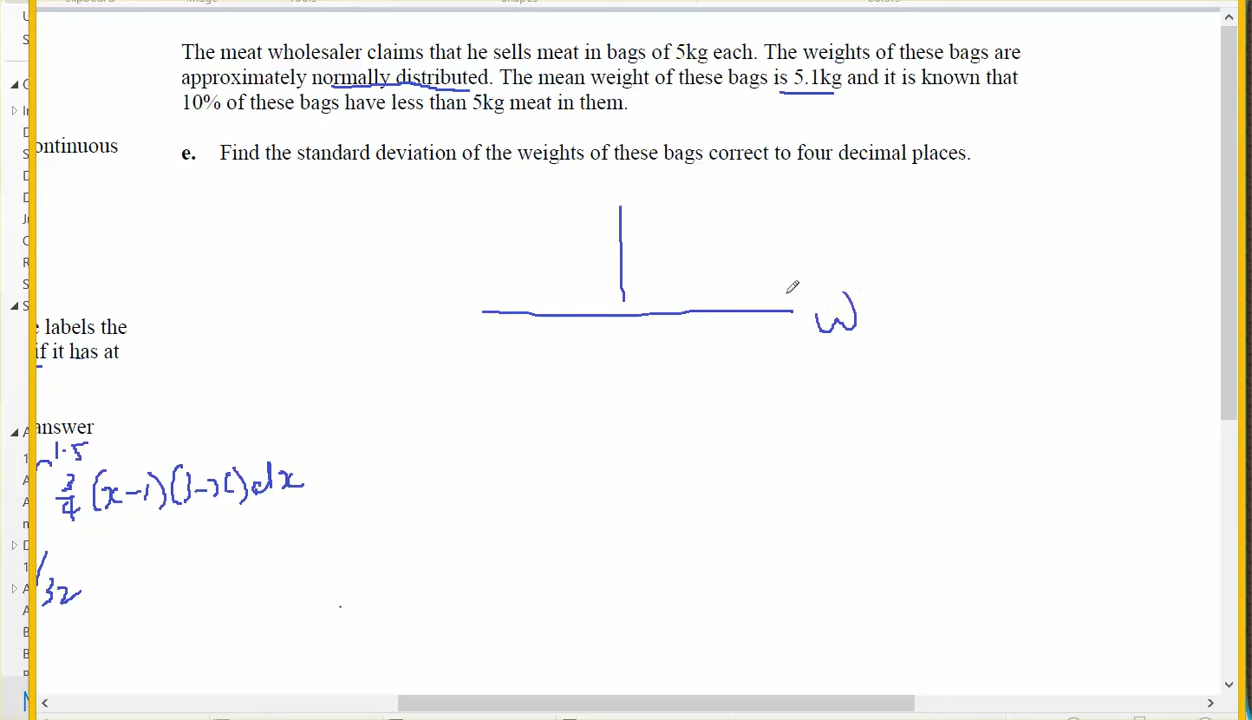 The meat wholesaler claims that he sells meat in bags of 5kg each. The weights of these bags are
approximately normally distributed. The mean weight of these bags is 5.1kg and it is known that
10% of these bags have less than 5kg meat in them.
ontinuous
e. Find the standard deviation of the weights of these bags correct to four decimal places.
W
e labels the
if it has at
answer
1.5
3/4 (x-1)(3-x) dx
/32